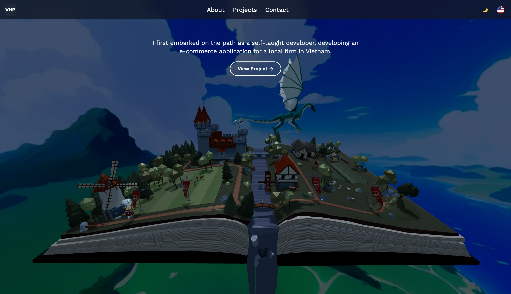 VHP
About
Projects
Contact
I first embarked on the path as a self-taught developer, developing an
e-commerce application for a local firm in Vietnam.
View Project →